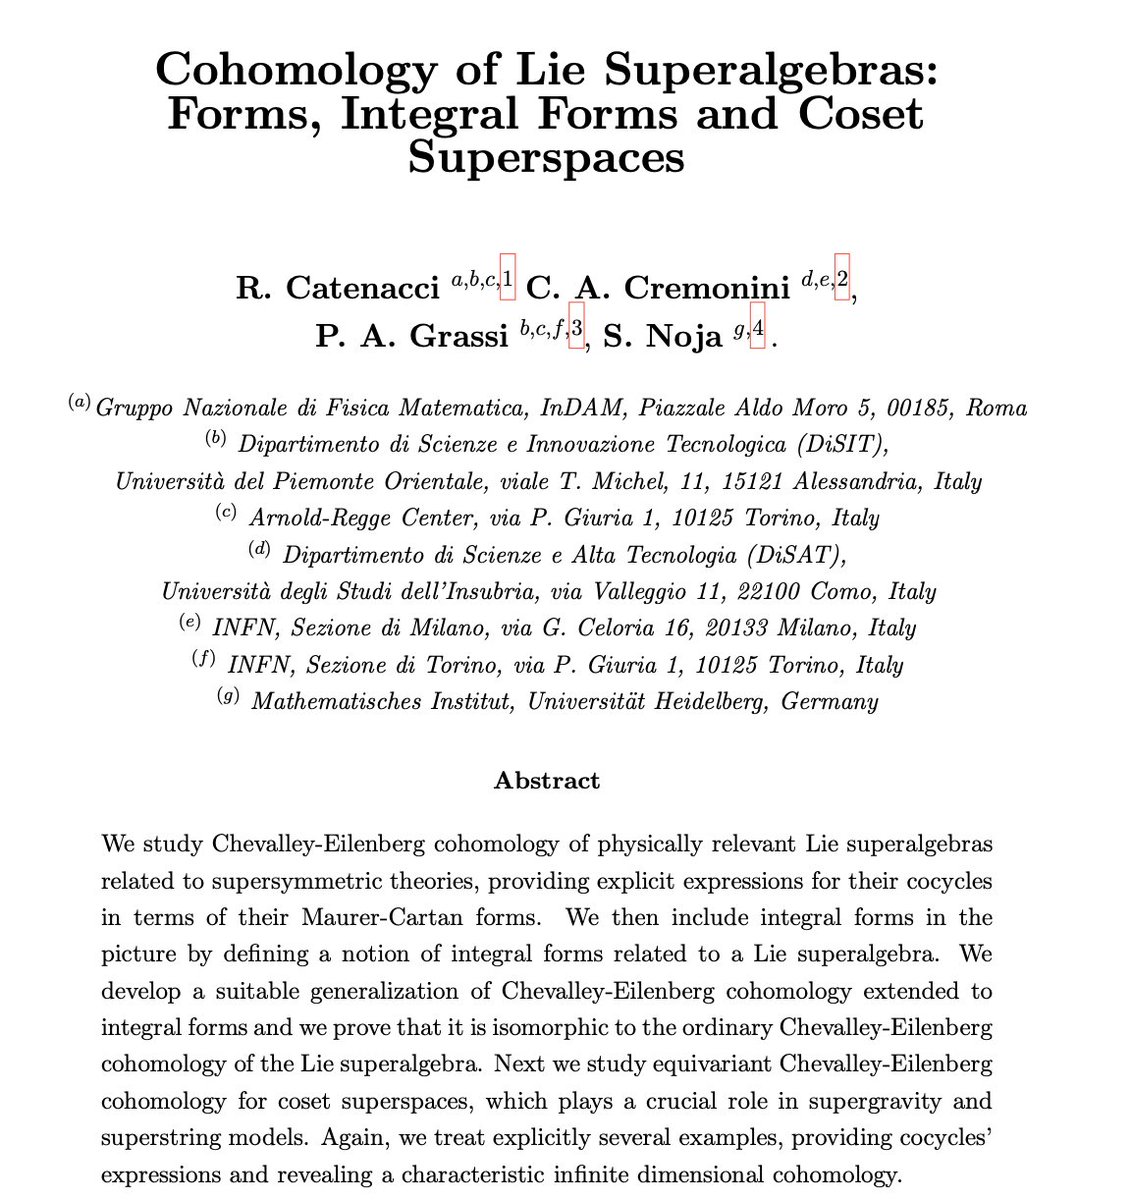 Cohomology of Lie Superalgebras:
Forms, Integral Forms and Coset
Superspaces
R. Catenacci a,b,c,1 C. A. Cremonini d,e,2,
P. A. Grassi b,c,f,3, S. Noja g,4.
(a) Gruppo Nazionale di Fisica Matematica, InDAM, Piazzale Aldo Moro 5, 00185, Roma
(b) Dipartimento di Scienze e Innovazione Tecnologica (DiSIT),
Università del Piemonte Orientale, viale T. Michel, 11, 15121 Alessandria, Italy
(c) Arnold-Regge Center, via P. Giuria 1, 10125 Torino, Italy
(d) Dipartimento di Scienze e Alta Tecnologia (DiSAT),
Università degli Studi dell'Insubria, via Valleggio 11, 22100 Como, Italy
(e) INFN, Sezione di Milano, via G. Celoria 16, 20133 Milano, Italy
(f) INFN, Sezione di Torino, via P. Giuria 1, 10125 Torino, Italy
(g) Mathematisches Institut, Universität Heidelberg, Germany
Abstract
We study Chevalley-Eilenberg cohomology of physically relevant Lie superalgebras
related to supersymmetric theories, providing explicit expressions for their cocycles
in terms of their Maurer-Cartan forms. We then include integral forms in the
picture by defining a notion of integral forms related to a Lie superalgebra. We
develop a suitable generalization of Chevalley-Eilenberg cohomology extended to
integral forms and we prove that it is isomorphic to the ordinary Chevalley-Eilenberg
cohomology of the Lie superalgebra. Next we study equivariant Chevalley-Eilenberg
cohomology for coset superspaces, which plays a crucial role in supergravity and
superstring models. Again, we treat explicitly several examples, providing cocycles'
expressions and revealing a characteristic infinite dimensional cohomology.